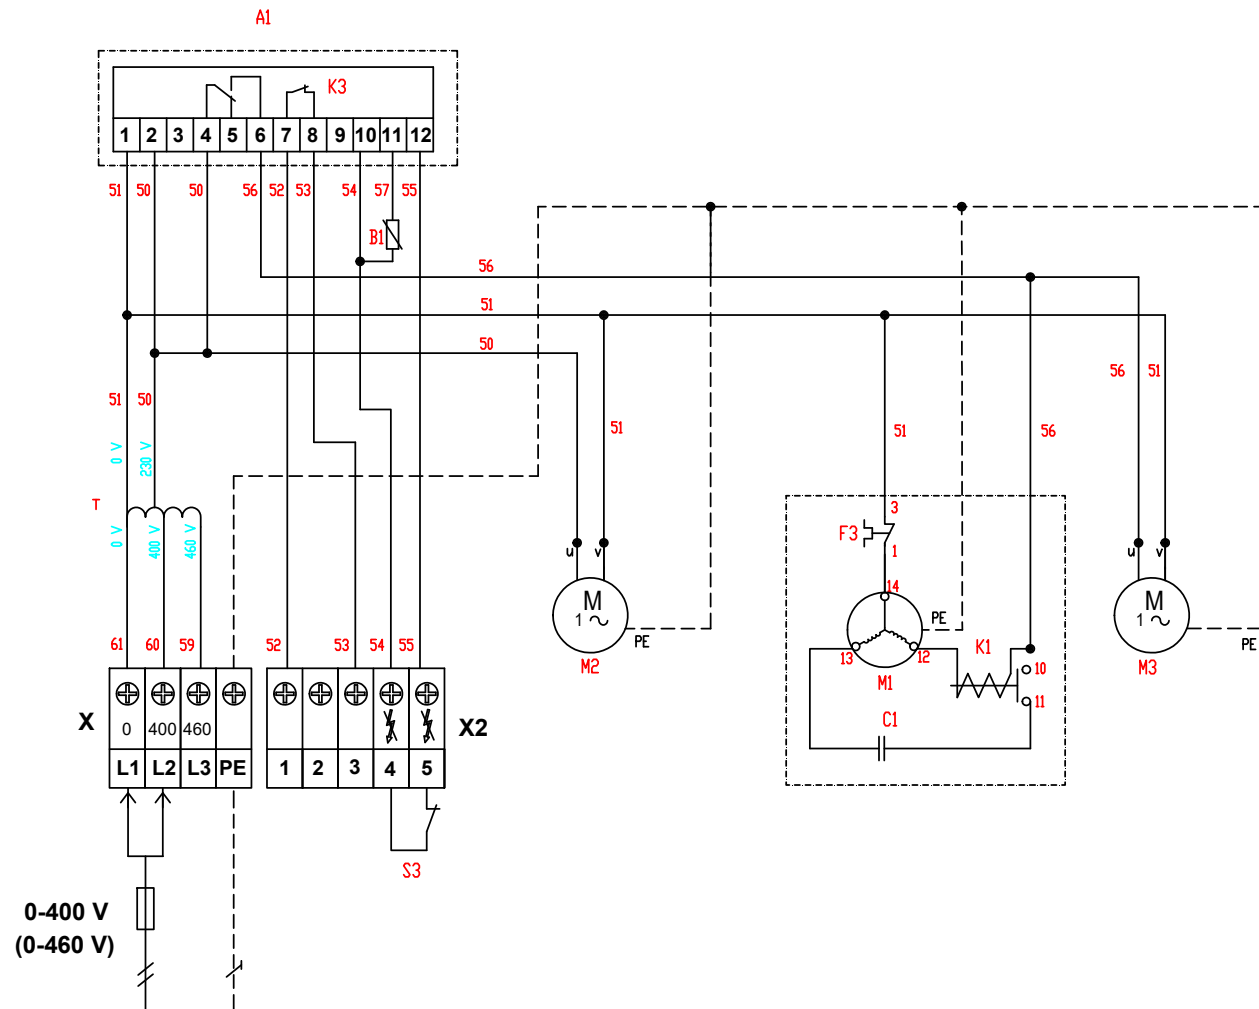 A1
K3
1 2 3 4 5 6 7 8 9 10 11 12
51 50 50 56 52 53 54 57 55
B1
56
51
50
51 50
56 51
51
51
56
0 V 230 V
T
0 V 400 V 460 V
3
F3
1
u v
u v
14
M
1
M
1
PE
PE
PE
13 12
K1
M2
M1
M3
10
11
61 60 59
52 53 54 55
C1
X
0 400 460
X2
L1 L2 L3 PE
1 2 3 4 5
S3
0-400 V
(0-460 V)